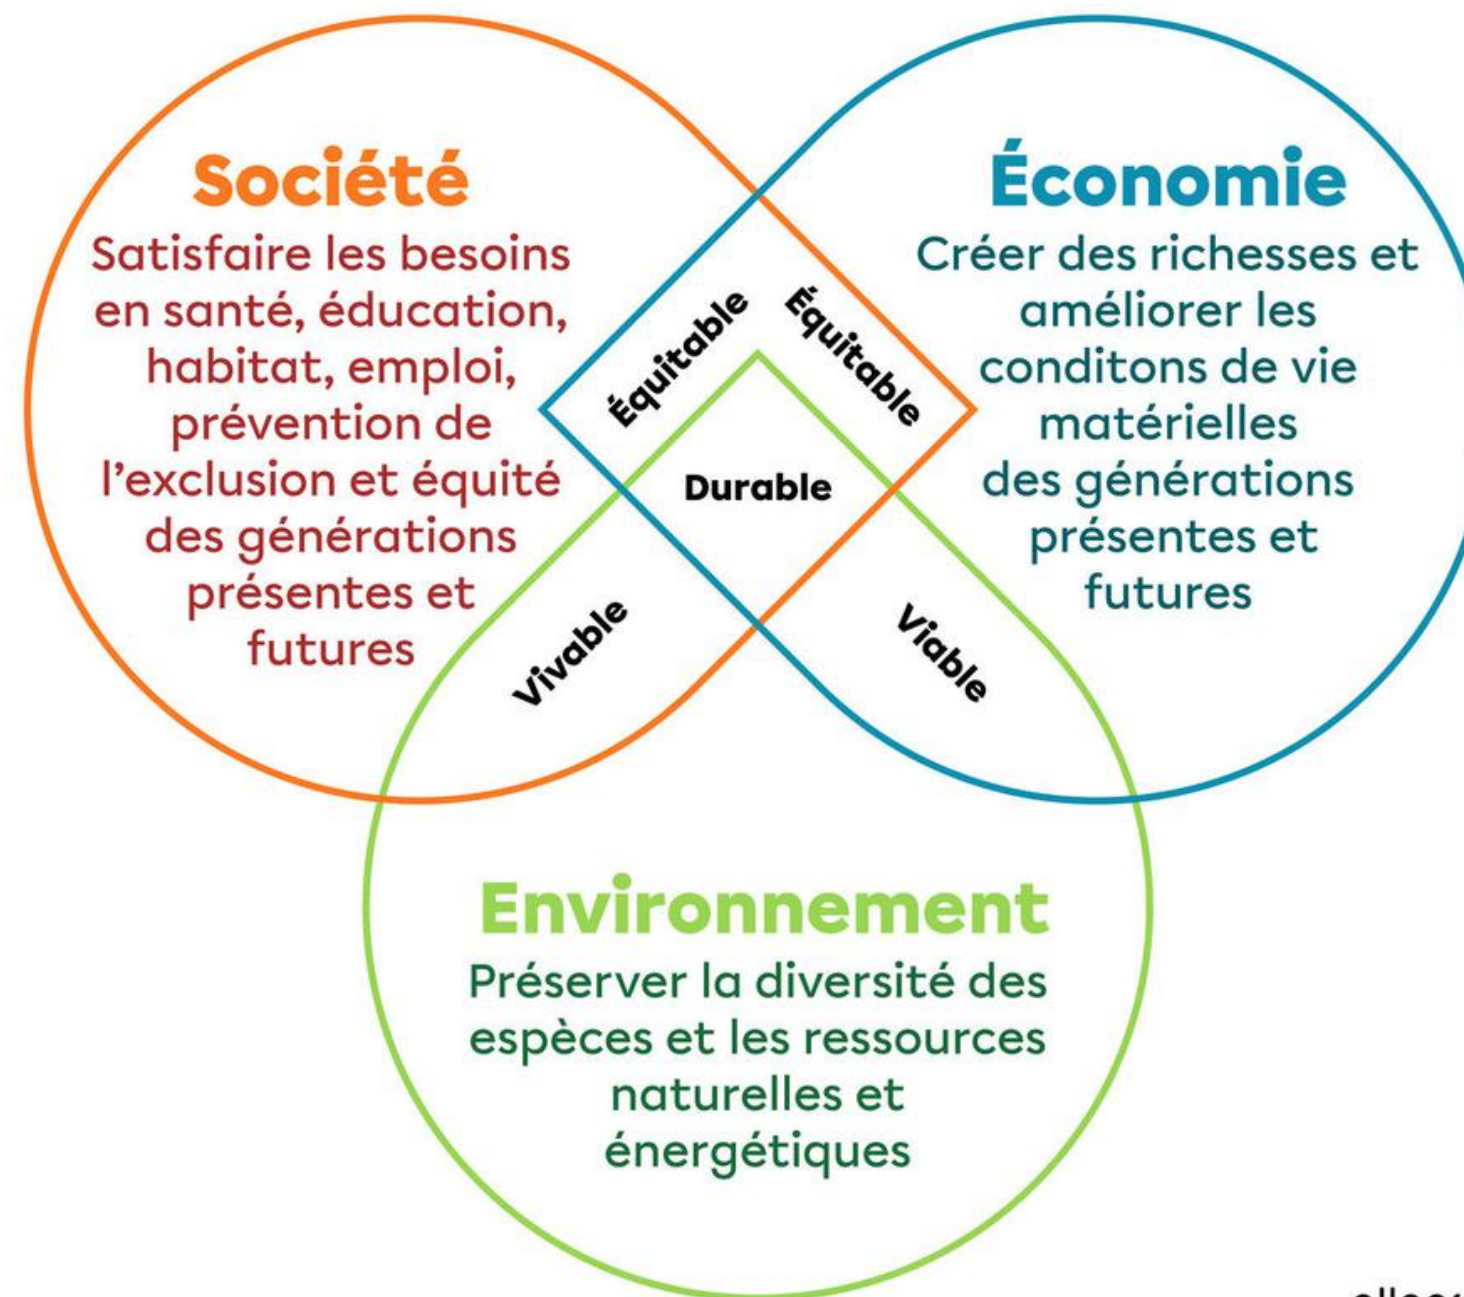 Société
Satisfaire les besoins
en santé, éducation,
habitat, emploi,
prévention de
l’exclusion et équité
des générations
présentes et
futures
Économie
Créer des richesses et
améliorer les
conditons de vie
matérielles
des générations
présentes et
futures
Équitable
Équitable
Durable
Vivable
Viable
Environnement
Préserver la diversité des
espèces et les ressources
naturelles et
énergétiques